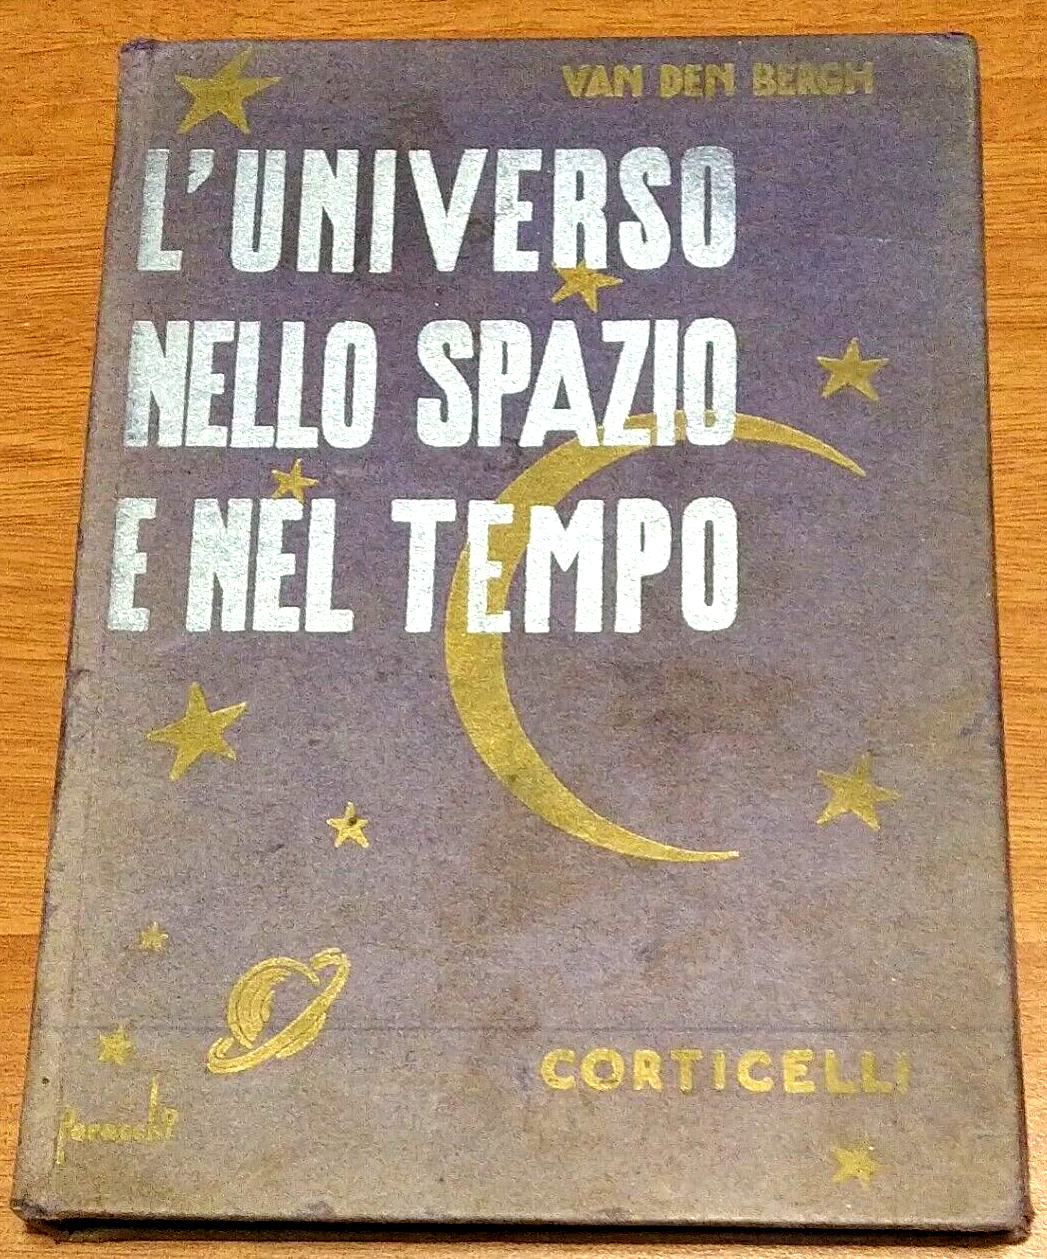 VAN DEN BERGH
L'UNIVERSO
NELLO SPAZIO
E NEL TEMPO
CORTICELLI